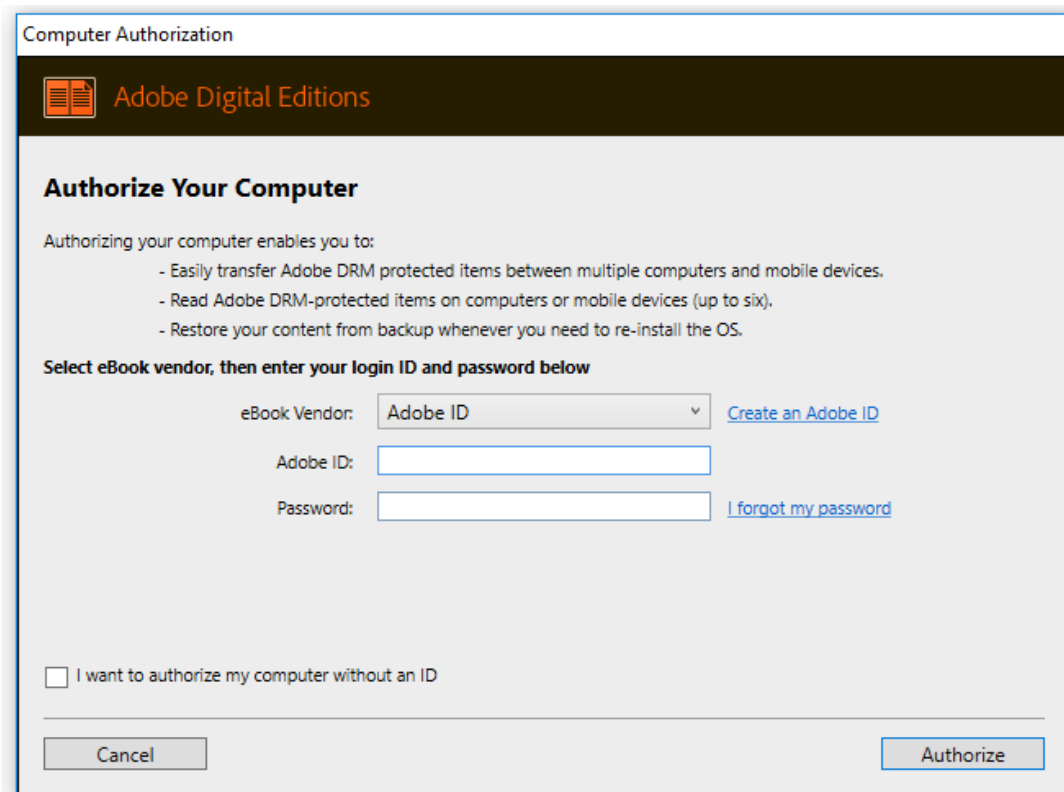 Computer Authorization
Adobe Digital Editions
Authorize Your Computer
Authorizing your computer enables you to:
- Easily transfer Adobe DRM protected items between multiple computers and mobile devices.
- Read Adobe DRM-protected items on computers or mobile devices (up to six).
- Restore your content from backup whenever you need to re-install the OS.
Select eBook vendor, then enter your login ID and password below
eBook Vendor: Adobe ID Create an Adobe ID
Adobe ID:
Password: I forgot my password
I want to authorize my computer without an ID
Cancel Authorize